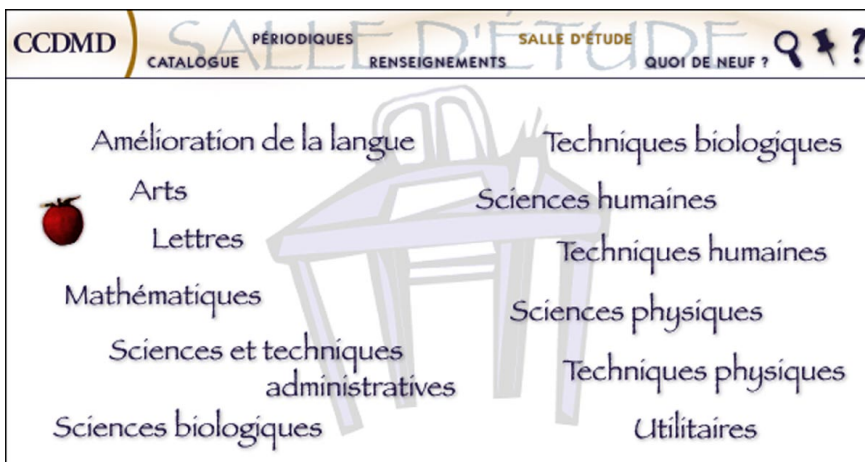 SALLE D'ÉTUDE
CCDMD
PÉRIODIQUES
SALLE D'ÉTUDE
CATALOGUE
RENSEIGNEMENTS
QUOI DE NEUF ?
?
Amélioration de la langue
Arts
Lettres
Mathématiques
Sciences et techniques
administratives
Sciences biologiques
Techniques biologiques
Sciences humaines
Techniques humaines
Sciences physiques
Techniques physiques
Utilitaires